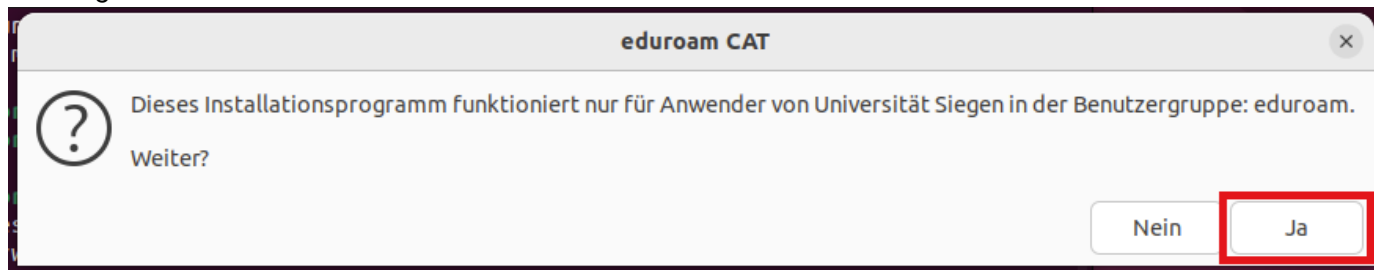 eduroam CAT
Dieses Installationsprogramm funktioniert nur für Anwender von Universität Siegen in der Benutzergruppe: eduroam.
Weiter?
Nein
Ja